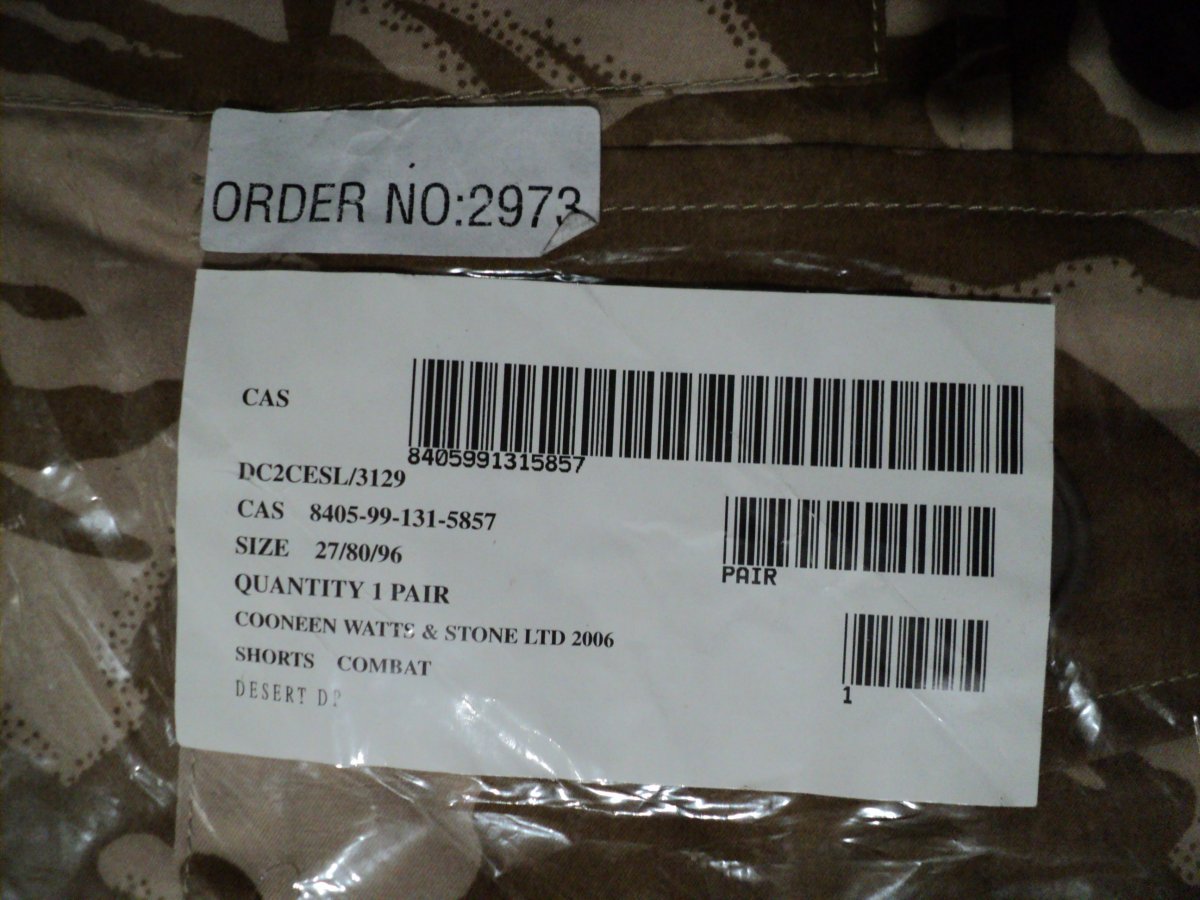 ORDER NO:2973
CAS
8405991315857
DC2CESL/3129
CAS 8405-99-131-5857
SIZE 27/80/96
PAIR
QUANTITY 1 PAIR
COONEEN WATTS & STONE LTD 2006
SHORTS COMBAT
1
DESERT